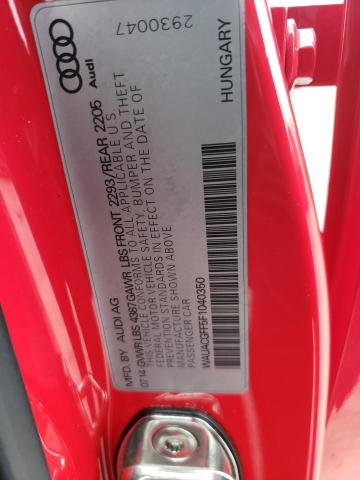 Audi
2930047
HUNGARY
MFD. BY AUDI AG
07.14 GWWR LBS 4387 GAWR LBS FRONT 2293/REAR 2205
THIS VEHICLE CONFORMS TO ALL APPLICABLE U.S.
FEDERAL MOTOR VEHICLE SAFETY, BUMPER AND THEFT
PREVENTION STANDARDS IN EFFECT ON THE DATE OF
MANUFACTURE SHOWN ABOVE
PASSENGER CAR
WAUACGFF5F1040350